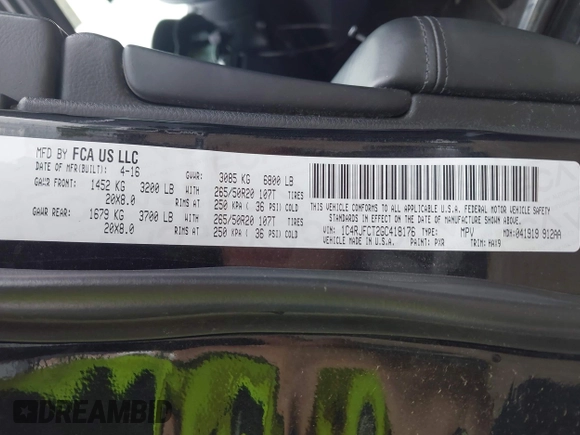 MFD BY FCA US LLC
DATE OF MFR(BUILT): 4-16 GVWR: 3085 KG 6800 LB
GAWR FRONT: 1452 KG 3200 LB WITH 265/50R20 107T TIRES
20X8.0 RIMS AT 250 KPA ( 36 PSI) COLD
GAWR REAR: 1679 KG 3700 LB WITH 265/50R20 107T TIRES
20X8.0 RIMS AT 250 KPA ( 36 PSI) COLD
THIS VEHICLE CONFORMS TO ALL APPLICABLE U.S.A. FEDERAL MOTOR VEHICLE SAFETY
STANDARDS IN EFFECT ON THE DATE OF MANUFACTURE SHOWN ABOVE.
VIN: 1C4RJFCT2GC418176 TYPE: MPV MDH:041919 912AA
VEHICLE MADE IN U.S.A. PAINT: PXR TRIM: HAX9
DREAMBID